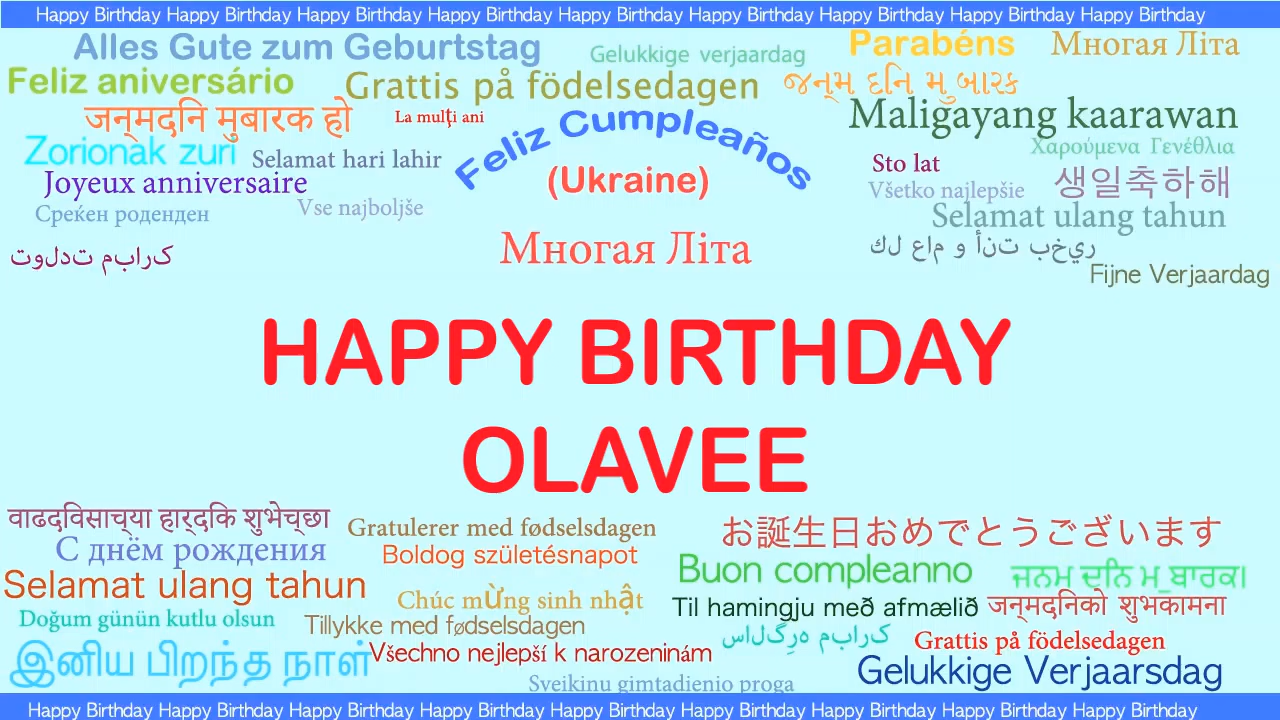 Happy Birthday Happy Birthday Happy Birthday Happy Birthday Happy Birthday Happy Birthday Happy Birthday Happy Birthday Happy Birthday
Alles Gute zum Geburtstag
Gelukkige verjaardag
Parabéns
Многая Літа
Feliz aniversário
Grattis på födelsedagen
જન્મ દિન મુ બારક
जन्मदिन मुबारक हो
La mulţi ani
Feliz Cumpleaños
Maligayang kaarawan
Zorionak zuri
Selamat hari lahir
Χαρούμενα Γενέθλια
Joyeux anniversaire
(Ukraine)
Sto lat
Všetko najlepšie
생일축하해
Среќен роденден
Vse najboljše
Selamat ulang tahun
تولدت مبارک
Многая Літа
كل عام و أنت بخير
Fijne Verjaardag
HAPPY BIRTHDAY
OLAVEE
वाढदिवसाच्या हार्दिक शुभेच्छा
Gratulerer med fødselsdagen
お誕生日おめでとうございます
С днём рождения
Boldog születésnapot
Buon compleanno
ਜਨਮ ਦਿਨ ਮੁਬਾਰਕ।
Selamat ulang tahun
Chúc mừng sinh nhật
Til hamingju með afmælið
जन्मदिनको शुभकामना
Doğum günün kutlu olsun
Tillykke med fødselsdagen
سالگرہ مبارک
Grattis på födelsedagen
இனிய பிறந்த நாள்
Všechno nejlepší k narozeninám
Gelukkige Verjaarsdag
Sveikinu gimtadienio proga
Happy Birthday Happy Birthday Happy Birthday Happy Birthday Happy Birthday Happy Birthday Happy Birthday Happy Birthday Happy Birthday